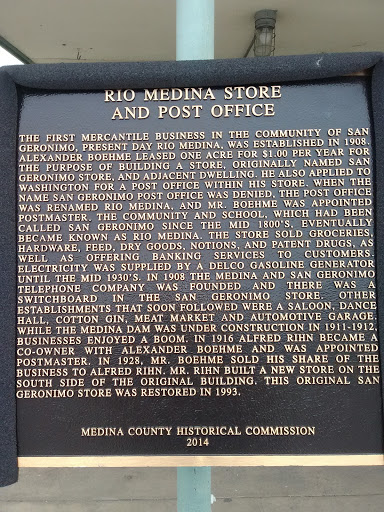 RIO MEDINA STORE
AND POST OFFICE
THE FIRST MERCANTILE BUSINESS IN THE COMMUNITY OF SAN
GERONIMO, PRESENT DAY RIO MEDINA, WAS ESTABLISHED IN 1908.
ALEXANDER BOEHME LEASED ONE ACRE FOR $1.00 PER YEAR FOR
THE PURPOSE OF BUILDING A STORE, ORIGINALLY NAMED SAN
GERONIMO STORE, AND ADJACENT DWELLING. HE ALSO APPLIED TO
WASHINGTON FOR A POST OFFICE WITHIN HIS STORE. WHEN THE
NAME SAN GERONIMO POST OFFICE WAS DENIED, THE POST OFFICE
WAS RENAMED RIO MEDINA, AND MR. BOEHME WAS APPOINTED
POSTMASTER. THE COMMUNITY AND SCHOOL, WHICH HAD BEEN
CALLED SAN GERONIMO SINCE THE MID 1800'S, EVENTUALLY
BECAME KNOWN AS RIO MEDINA. THE STORE SOLD GROCERIES,
HARDWARE, FEED, DRY GOODS, NOTIONS, AND PATENT DRUGS, AS
WELL AS OFFERING BANKING SERVICES TO CUSTOMERS.
ELECTRICITY WAS SUPPLIED BY A DELCO GASOLINE GENERATOR
UNTIL THE MID 1930'S. IN 1908 THE MEDINA AND SAN GERONIMO
TELEPHONE COMPANY WAS FOUNDED AND THERE WAS A
SWITCHBOARD IN THE SAN GERONIMO STORE. OTHER
ESTABLISHMENTS THAT SOON FOLLOWED WERE A SALOON, DANCE
HALL, COTTON GIN, MEAT MARKET AND AUTOMOTIVE GARAGE.
WHILE THE MEDINA DAM WAS UNDER CONSTRUCTION IN 1911-1912,
BUSINESSES ENJOYED A BOOM. IN 1916 ALFRED RIHN BECAME A
CO-OWNER WITH ALEXANDER BOEHME AND WAS APPOINTED
POSTMASTER. IN 1928, MR. BOEHME SOLD HIS SHARE OF THE
BUSINESS TO ALFRED RIHN. MR. RIHN BUILT A NEW STORE ON THE
SOUTH SIDE OF THE ORIGINAL BUILDING. THIS ORIGINAL SAN
GERONIMO STORE WAS RESTORED IN 1993.
MEDINA COUNTY HISTORICAL COMMISSION
2014